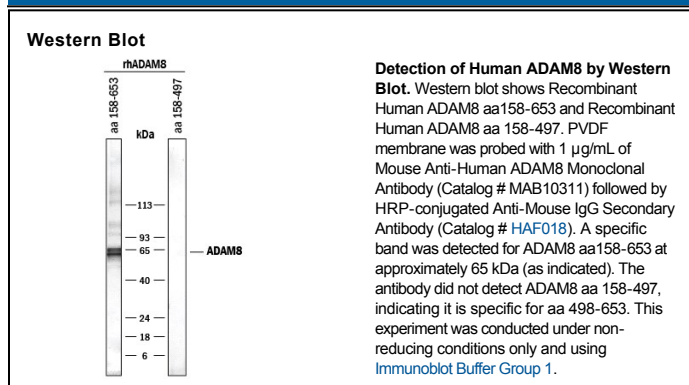 Western Blot
rhADAM8
aa 158-653
aa 158-497
kDa
113
93
65
ADAM8
40
24
18
6
Detection of Human ADAM8 by Western
Blot. Western blot shows Recombinant
Human ADAM8 aa158-653 and Recombinant
Human ADAM8 aa 158-497. PVDF
membrane was probed with 1 µg/mL of
Mouse Anti-Human ADAM8 Monoclonal
Antibody (Catalog # MAB10311) followed by
HRP-conjugated Anti-Mouse IgG Secondary
Antibody (Catalog # HAF018). A specific
band was detected for ADAM8 aa158-653 at
approximately 65 kDa (as indicated). The
antibody did not detect ADAM8 aa 158-497,
indicating it is specific for aa 498-653. This
experiment was conducted under non-
reducing conditions only and using
Immunoblot Buffer Group 1.